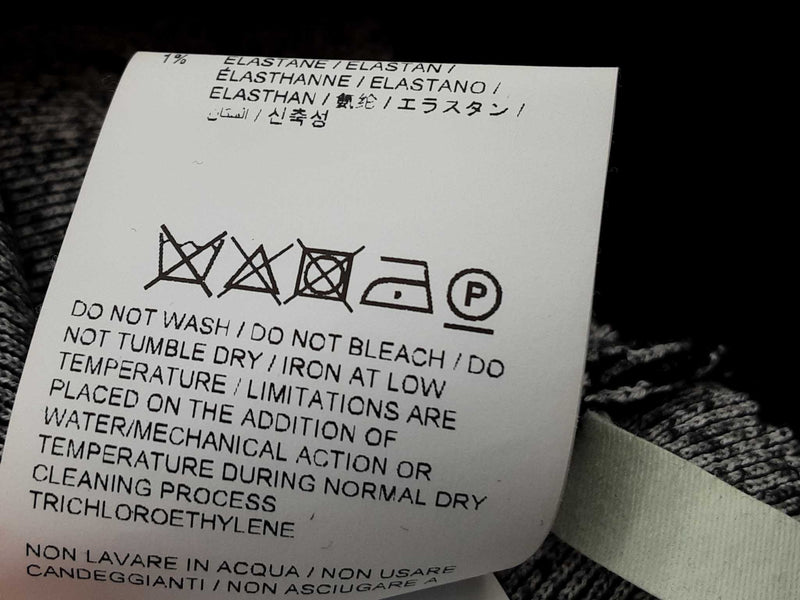 1% ELASTANE / ELASTAN /
ÉLASTHANNE / ELASTANO /
ELASTHAN / 氨纶 / エラスタン /
الستان / 신축성
P
DO NOT WASH / DO NOT BLEACH / DO
NOT TUMBLE DRY / IRON AT LOW
TEMPERATURE / LIMITATIONS ARE
PLACED ON THE ADDITION OF
WATER/MECHANICAL ACTION OR
TEMPERATURE DURING NORMAL DRY
CLEANING PROCESS
TRICHLOROETHYLENE
NON LAVARE IN ACQUA / NON USARE
CANDEGGIANTI / NON ASCIUGARE A